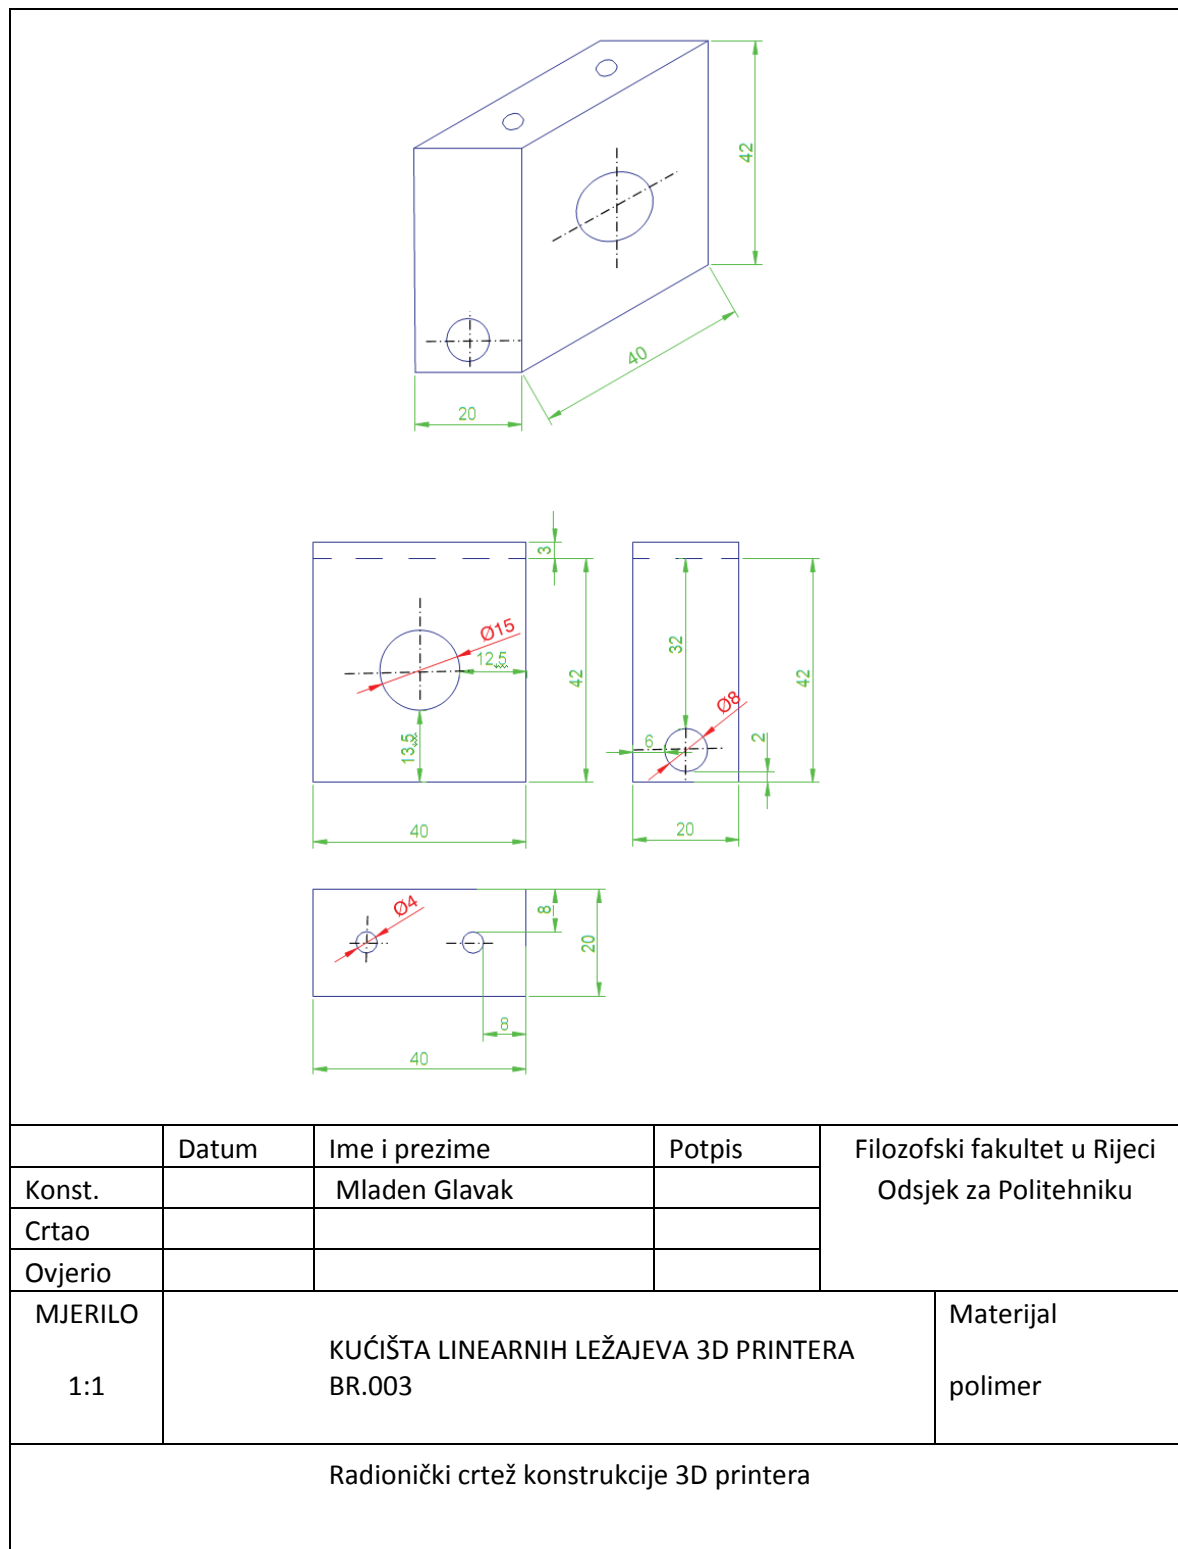 42
40
20
3
Ø15
12,5
42
13,5
40
32
42
Ø8
6
2
20
Ø4
8
20
8
40
Datum
Ime i prezime
Potpis
Filozofski fakultet u Rijeci
Konst.
Mladen Glavak
Odsjek za Politehniku
Crtao
Ovjerio
MJERILO
Materijal
KUĆIŠTA LINEARNIH LEŽAJEVA 3D PRINTERA
1:1
BR.003
polimer
Radionički crtež konstrukcije 3D printera